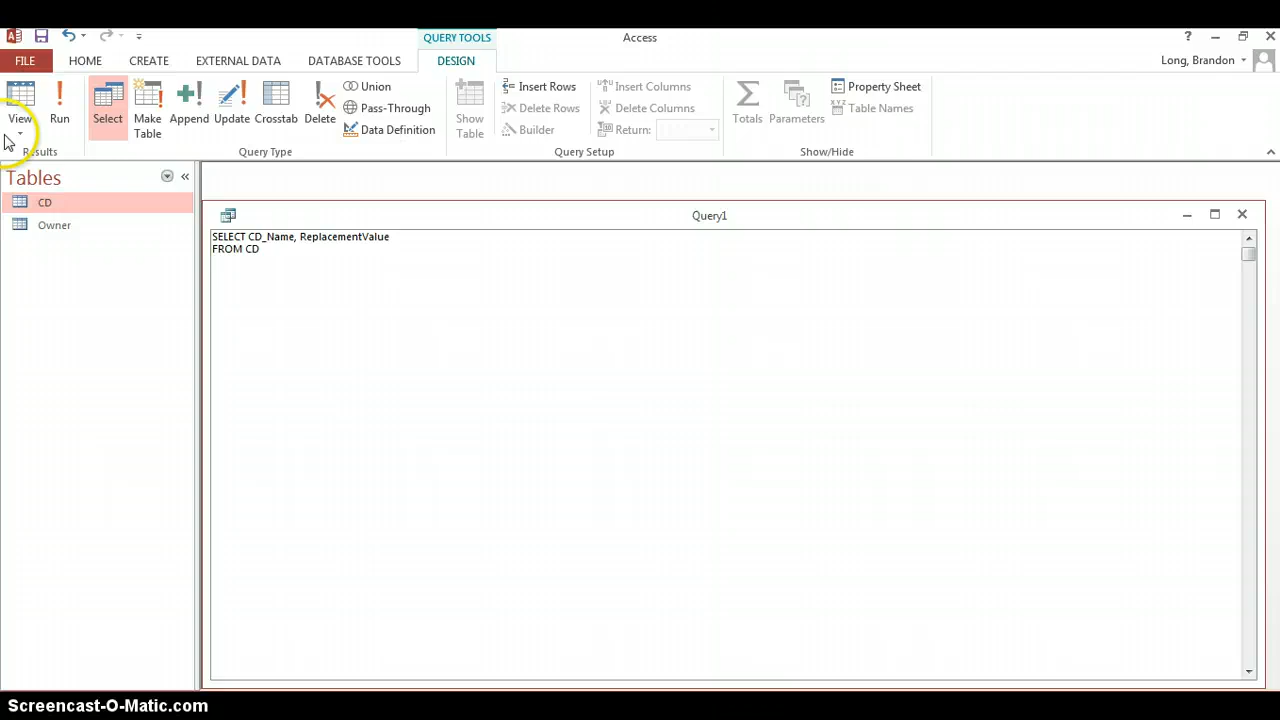 QUERY TOOLS
Access
?
Long, Brandon
FILE
HOME
CREATE
EXTERNAL DATA
DATABASE TOOLS
DESIGN
View
Run
Select
Make
Table
Append
Update
Crosstab
Delete
Union
Pass-Through
Data Definition
Show
Table
Insert Rows
Delete Rows
Builder
Insert Columns
Delete Columns
Return:
Totals
Parameters
Property Sheet
Table Names
Results
Query Type
Query Setup
Show/Hide
Tables
CD
Owner
Query1
SELECT CD_Name, ReplacementValue
FROM CD
Screencast-O-Matic.com